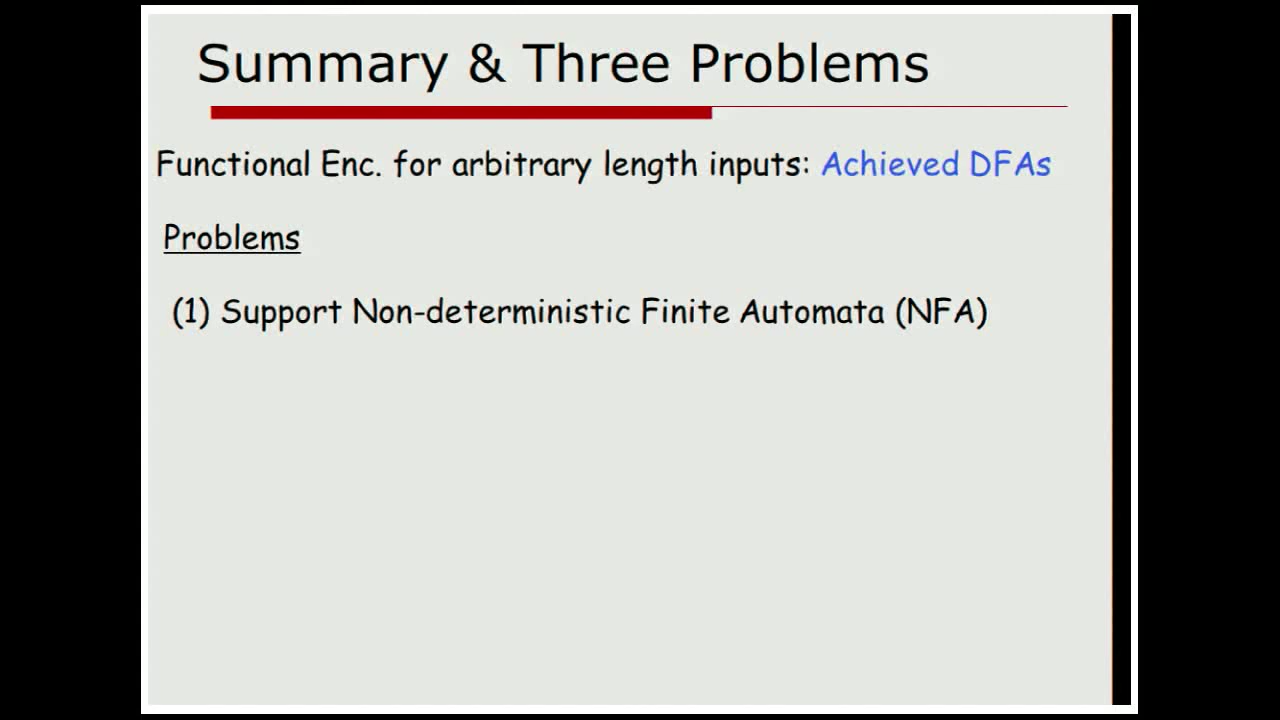 Summary & Three Problems
Functional Enc. for arbitrary length inputs: Achieved DFAs
Problems
(1) Support Non-deterministic Finite Automata (NFA)